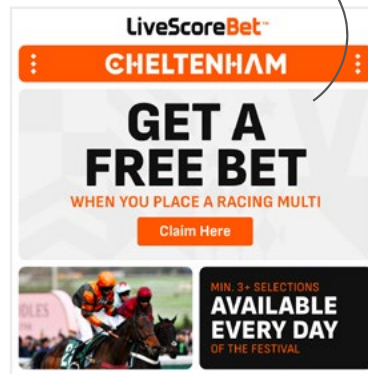 LiveScoreBet™
CHELTENHAM
GET A
FREE BET
WHEN YOU PLACE A RACING MULTI
Claim Here
MIN. 3+ SELECTIONS
AVAILABLE
EVERY DAY
OF THE FESTIVAL